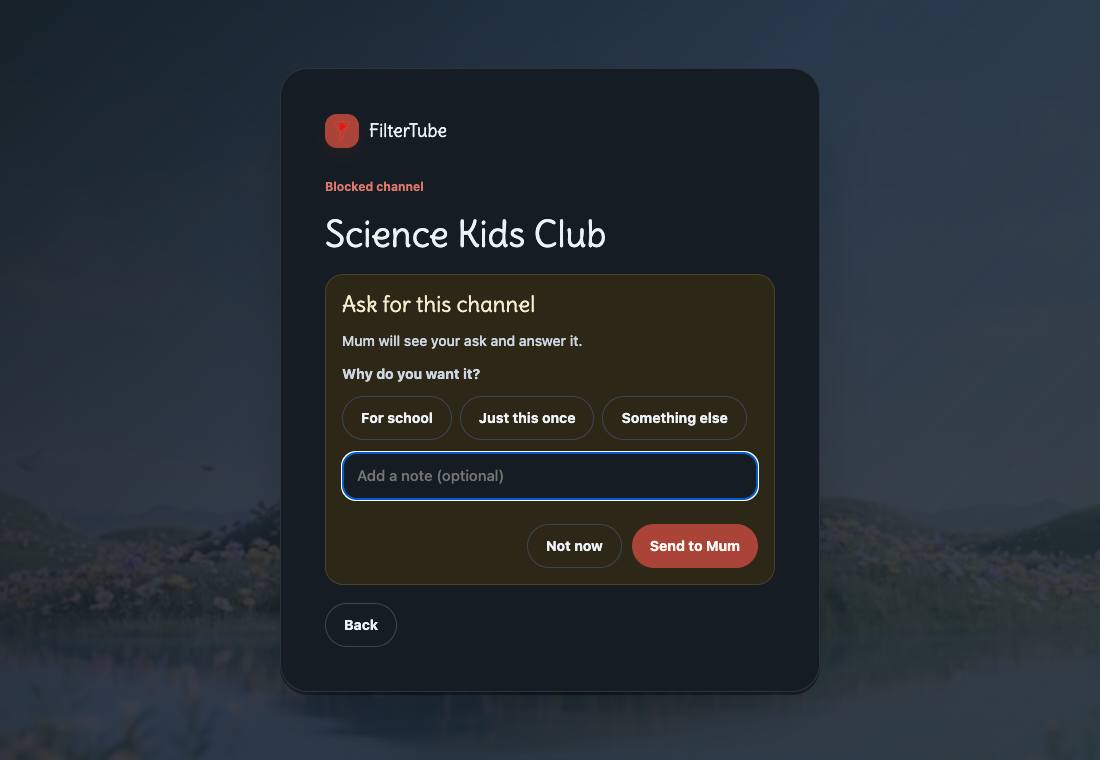 FilterTube
Blocked channel
Science Kids Club
Ask for this channel
Mum will see your ask and answer it.
Why do you want it?
For school Just this once Something else
Add a note (optional)
Not now Send to Mum
Back